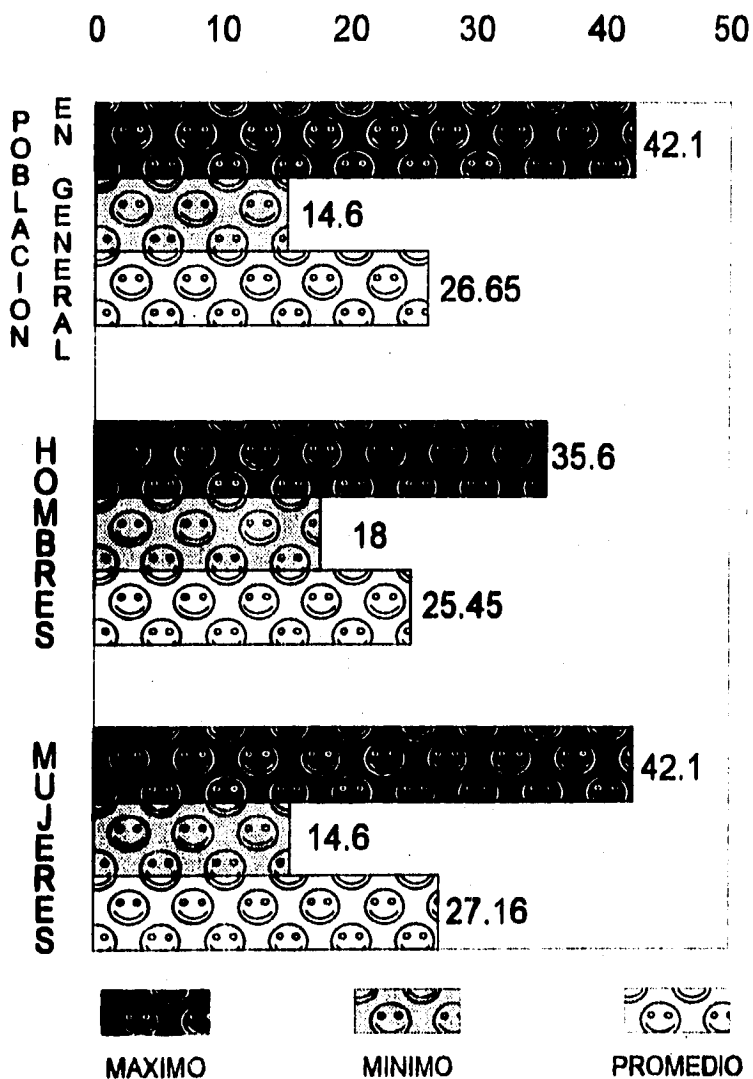 0 10 20 30 40 50
POBLACION
EN GENERAL
42.1
14.6
26.65
HOMBRES
35.6
18
25.45
MUJERES
42.1
14.6
27.16
MAXIMO MINIMO PROMEDIO